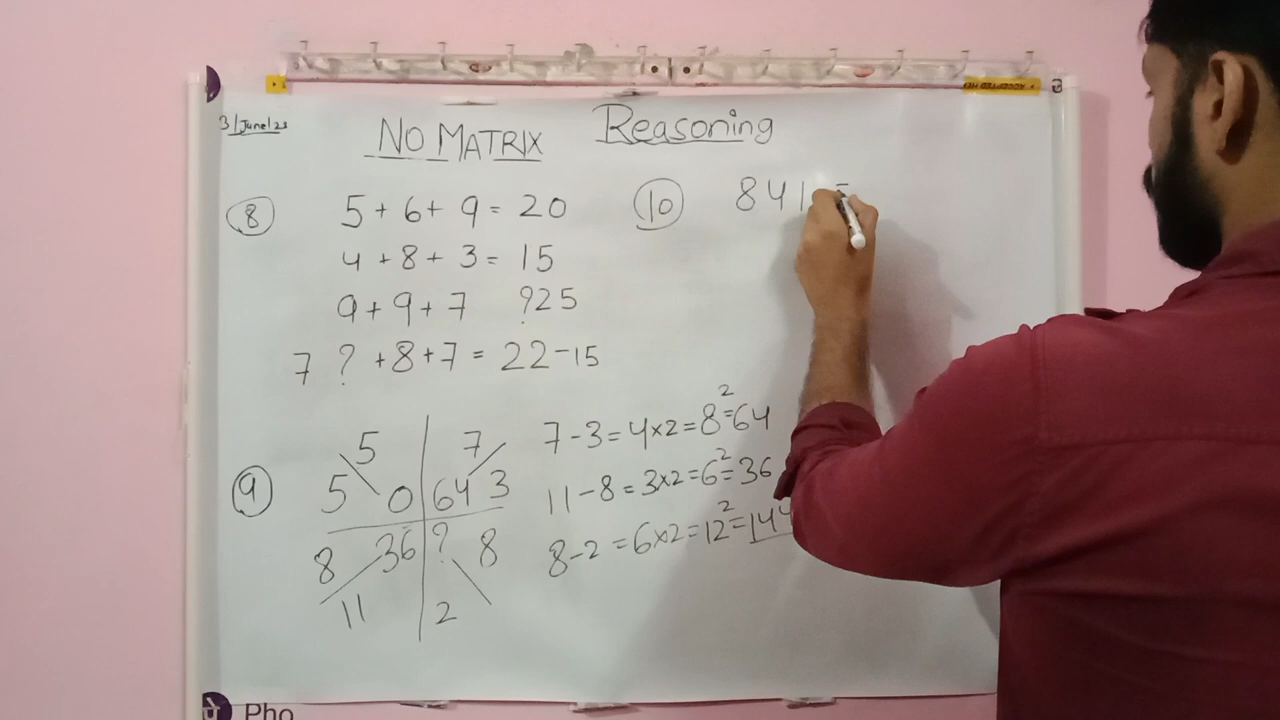 3/June/23
NO MATRIX
Reasoning
8
5 + 6 + 9 = 20
4 + 8 + 3 = 15
9 + 9 + 7 ?25
7 ? +8+7 = 22-15
9
5 7
5 0 64 3
8 36 ? 8
11 2
7-3=4x2=8²=64
11-8=3x2=6²=36
8-2=6x2=12²=144
10
841
Pho